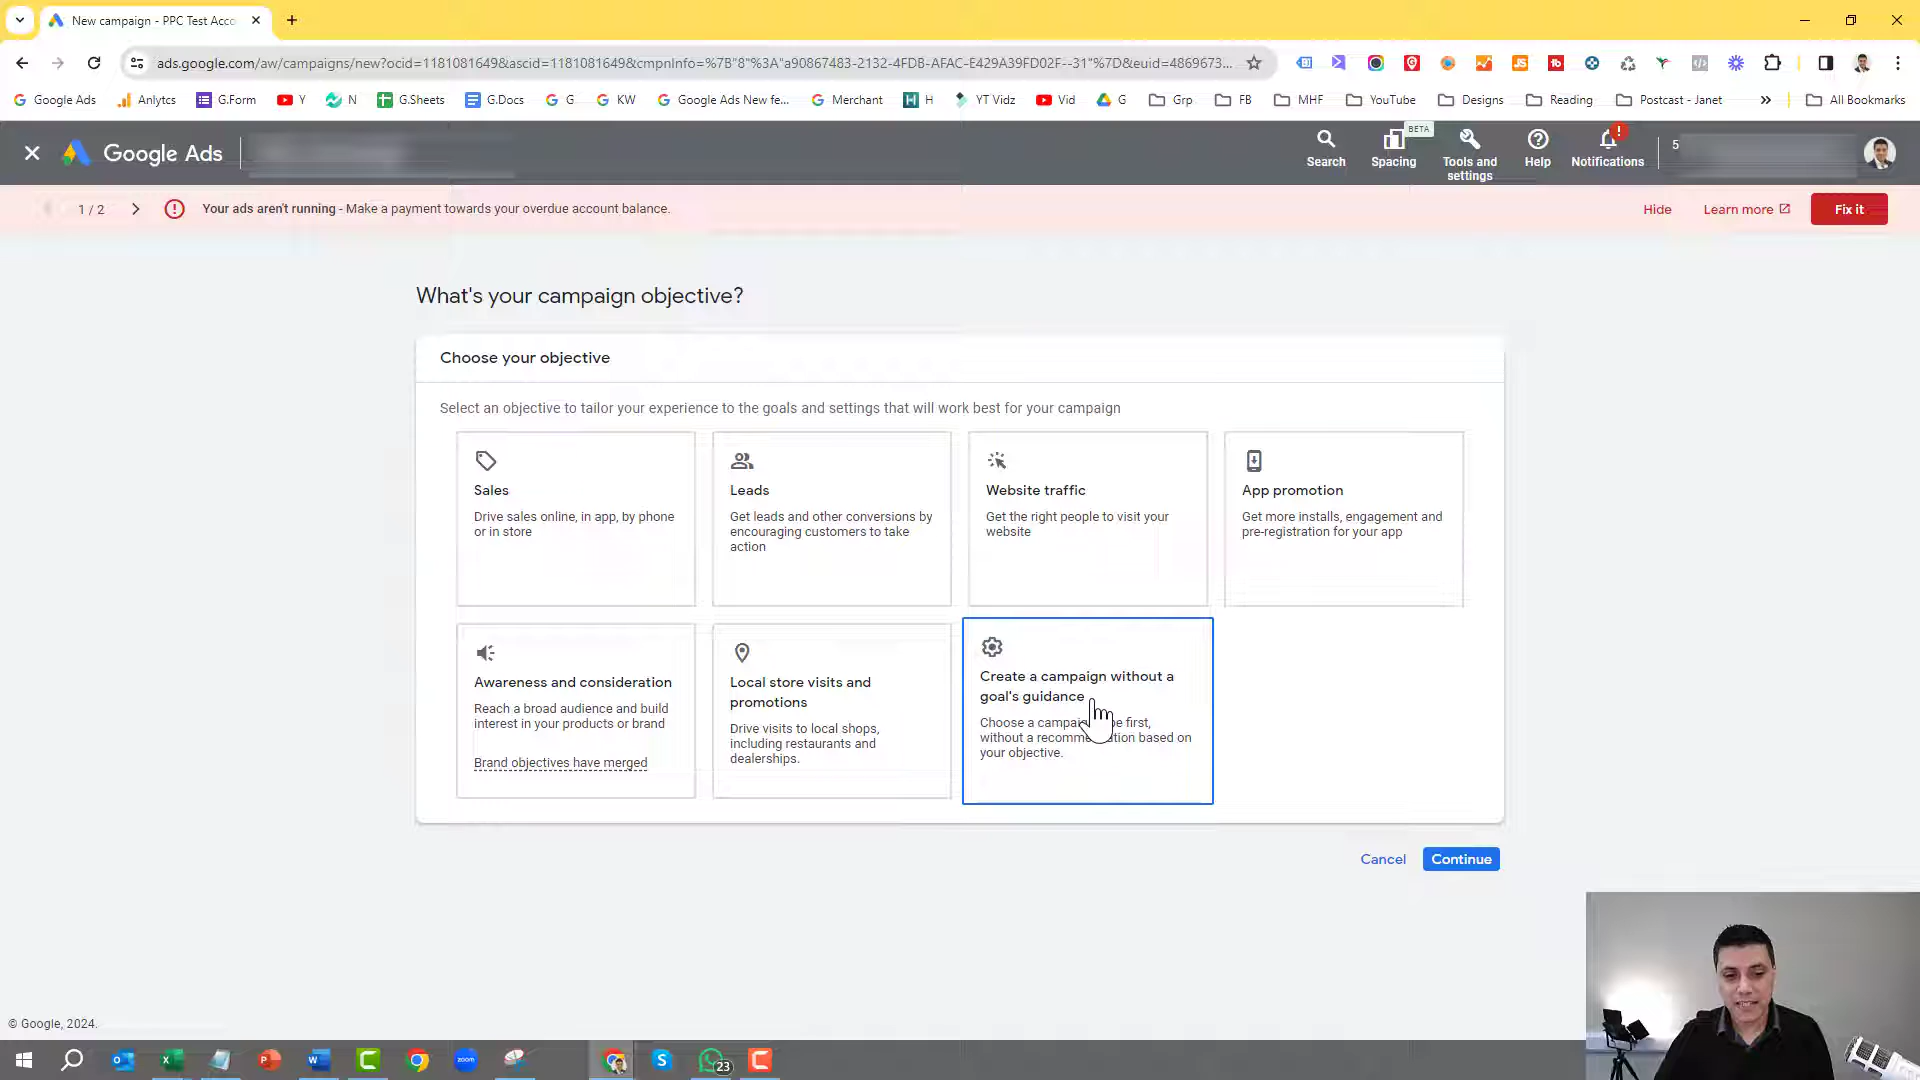 New campaign - PPC Test Acco
ads.google.com/aw/campaigns/new?ocid=1181081649&ascid=1181081649&cmpnInfo=%7B"8"%3A"a90867483-2132-4FDB-AFAC-E429A39FD02F--31"%7D&euid=4869673...
Google Ads
Anlytcs
G.Form
Y
N
G.Sheets
G.Docs
G
KW
Google Ads New fe...
Merchant
H
YT Vidz
Vid
G
Grp
FB
MHF
YouTube
Designs
Reading
Postcast - Janet
All Bookmarks
Google Ads
Search
Spacing
BETA
Tools and
settings
Help
Notifications
5
1 / 2
Your ads aren't running - Make a payment towards your overdue account balance.
Hide
Learn more
Fix it
What's your campaign objective?
Choose your objective
Select an objective to tailor your experience to the goals and settings that will work best for your campaign
Sales
Drive sales online, in app, by phone
or in store
Leads
Get leads and other conversions by
encouraging customers to take
action
Website traffic
Get the right people to visit your
website
App promotion
Get more installs, engagement and
pre-registration for your app
Awareness and consideration
Reach a broad audience and build
interest in your products or brand
Brand objectives have merged
Local store visits and
promotions
Drive visits to local shops,
including restaurants and
dealerships.
Create a campaign without a
goal's guidance
Choose a campai pe first,
without a recomme ation based on
your objective.
Cancel
Continue
© Google, 2024.
zoom
23